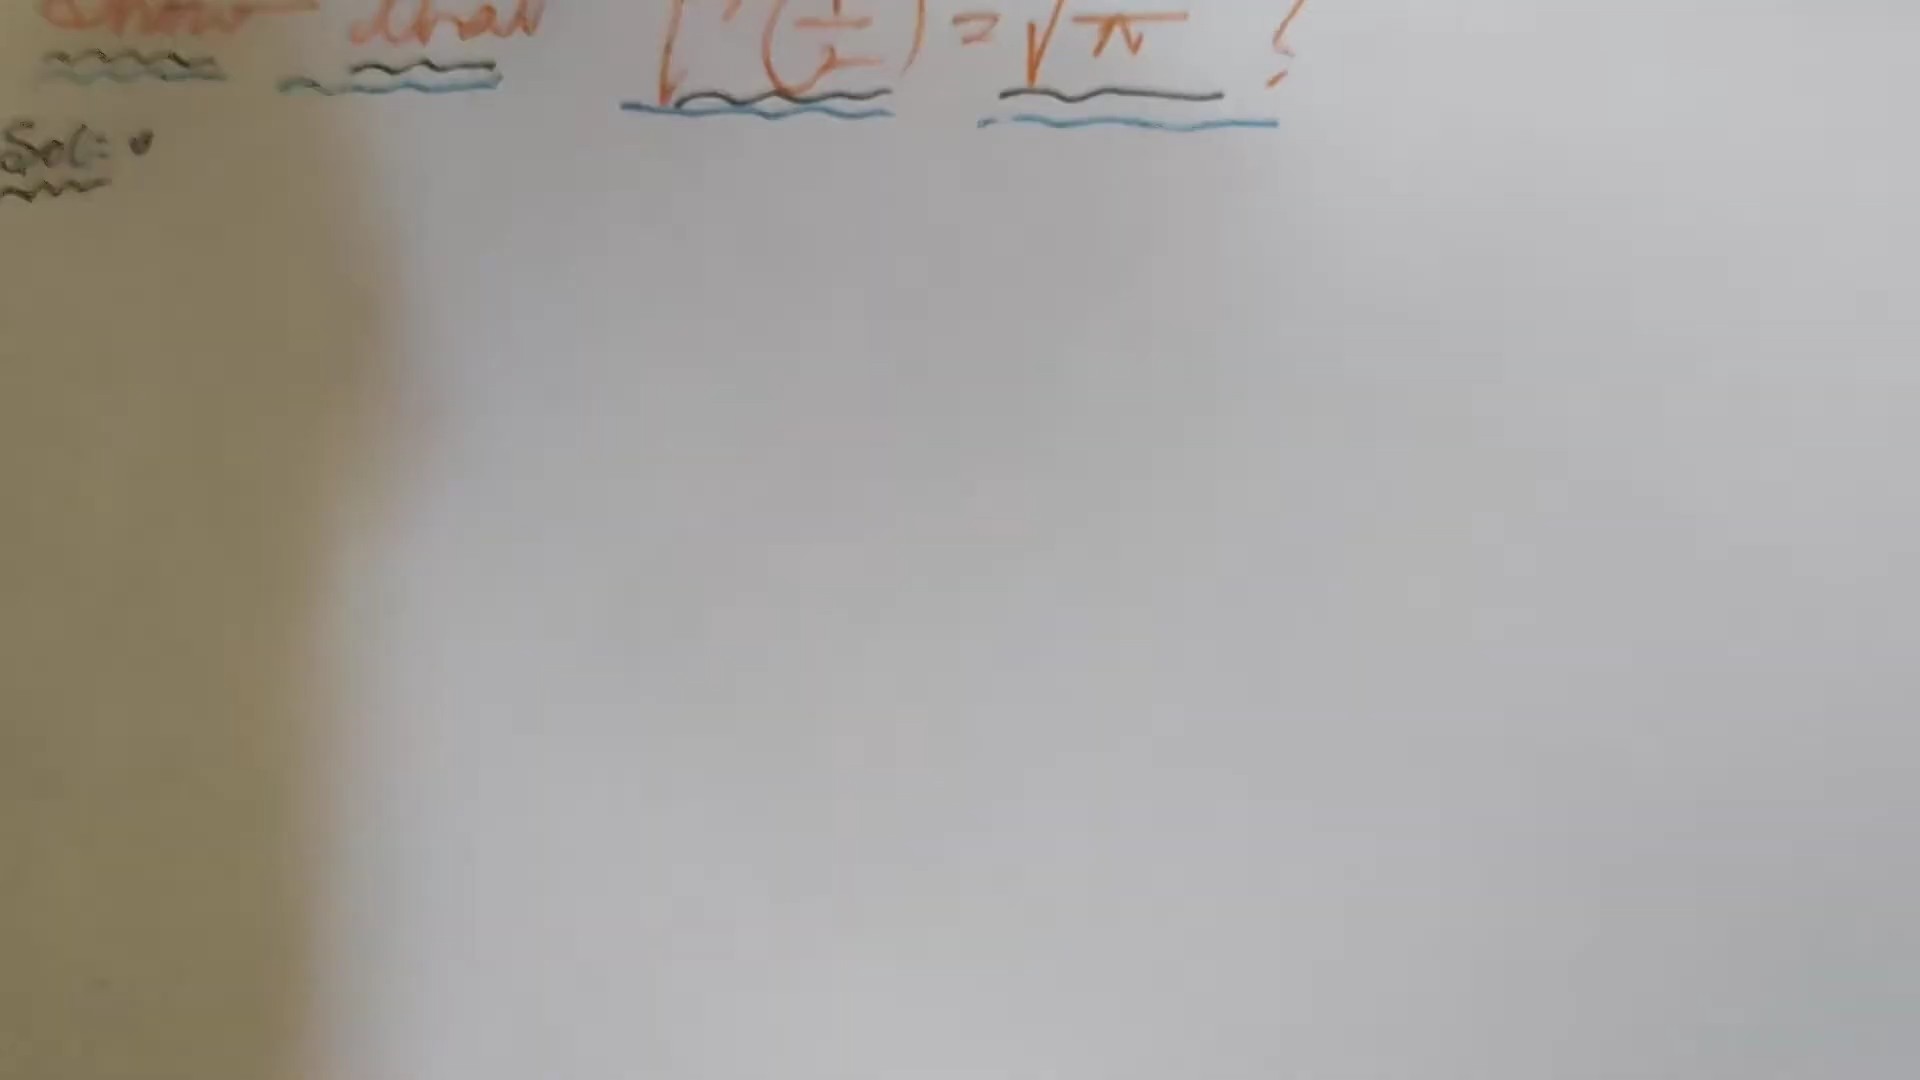 Show that Γ(1/2) = √π ?
Sol: